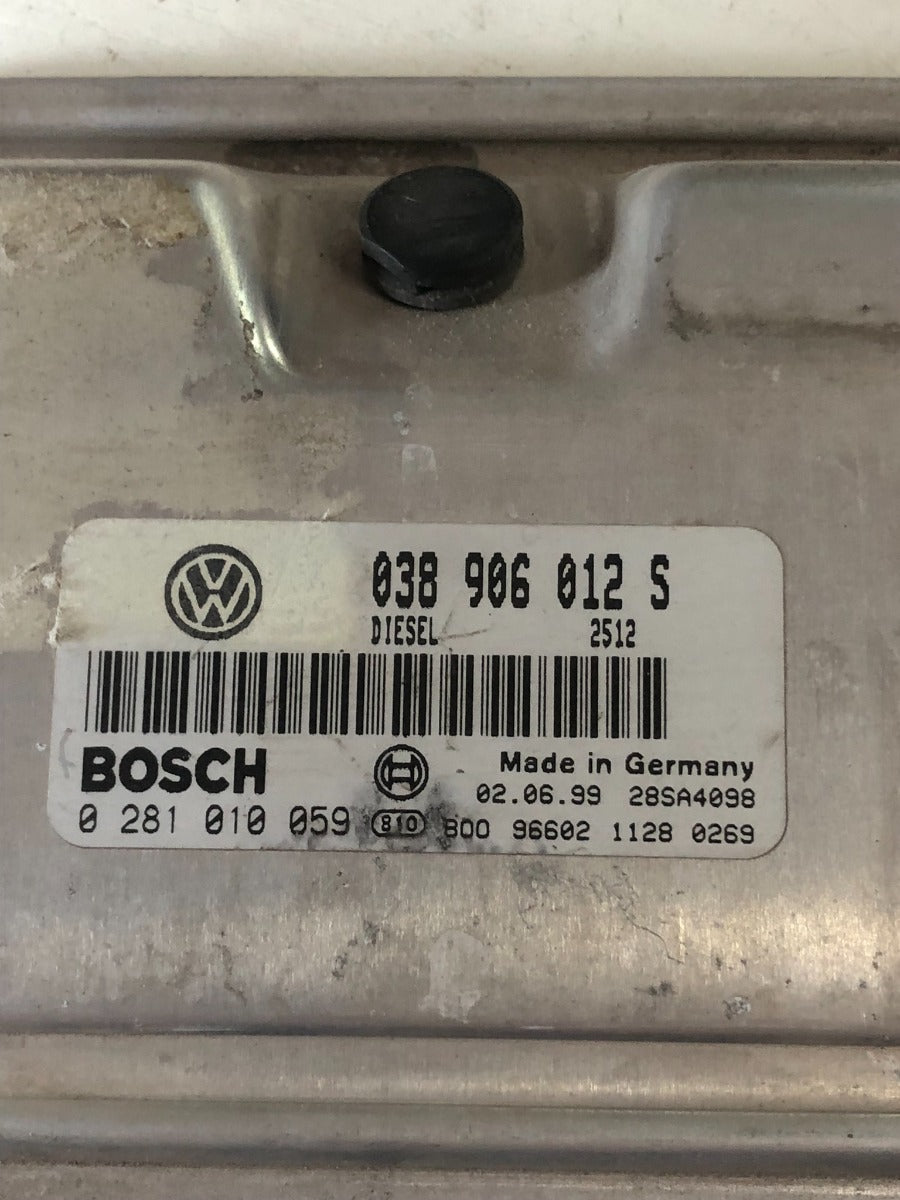 VW
038 906 012 S
DIESEL 2512
BOSCH Made in Germany
02.06.99 28SA4098
0 281 010 059 810 800 96602 1128 0269